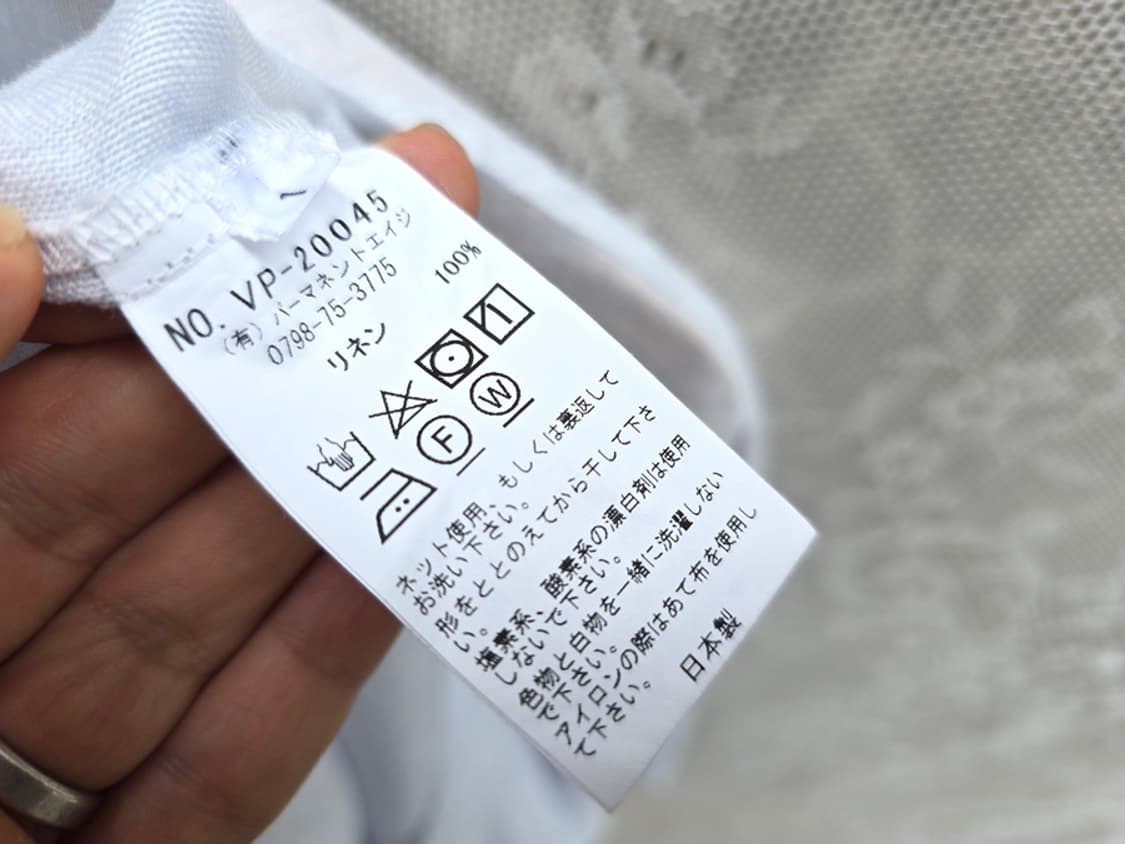 NO. VP-20045
(有) パーマネントエイジ
0798-75-3775
リネン 100%
F W
ネット使用、もしくは裏返して
お洗い下さい。
形をととのえてから干して下さ
い。
塩素系、酸素系の漂白剤は使用
しないで下さい。
色物と白物を一緒に洗濯しない
で下さい。
アイロンの際はあて布を使用し
て下さい。
日本製